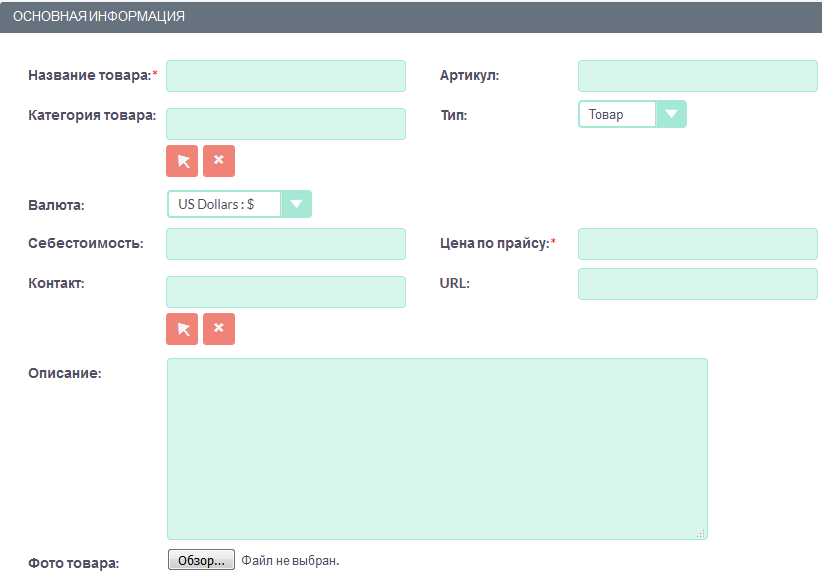 ОСНОВНАЯ ИНФОРМАЦИЯ
Название товара:* Артикул:
Категория товара: Тип: Товар
Валюта: US Dollars : $
Себестоимость: Цена по прайсу:*
Контакт: URL:
Описание:
Фото товара: Обзор... Файл не выбран.